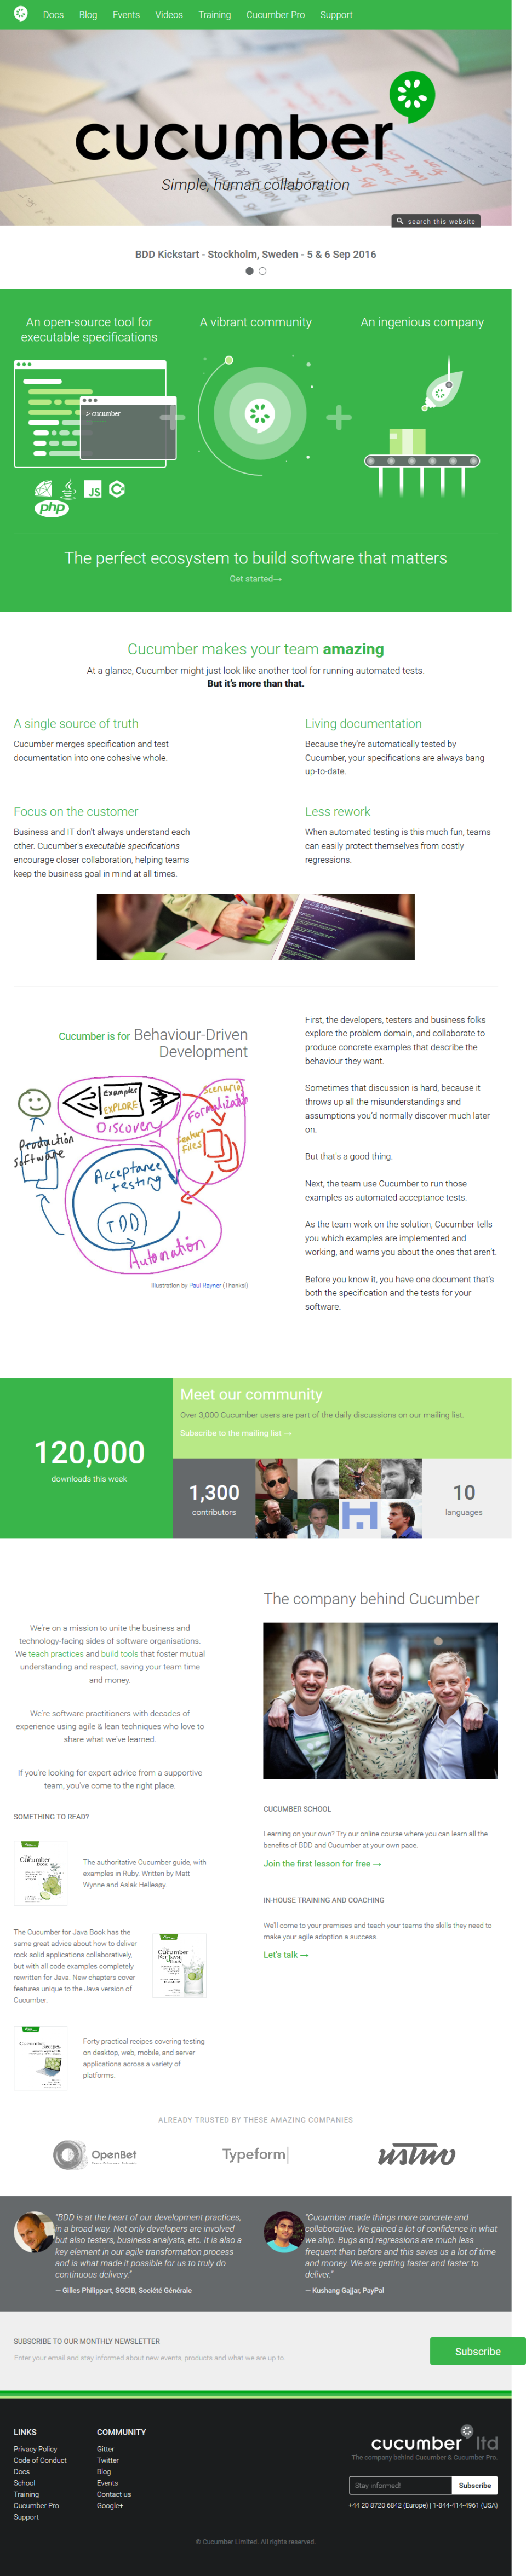 Docs Blog Events Videos Training Cucumber Pro Support
cucumber
Simple, human collaboration
search this website
BDD Kickstart - Stockholm, Sweden - 5 & 6 Sep 2016
An open-source tool for
executable specifications
A vibrant community
An ingenious company
> cucumber
JS
C
php
The perfect ecosystem to build software that matters
Get started→
Cucumber makes your team amazing
At a glance, Cucumber might just look like another tool for running automated tests.
But it's more than that.
A single source of truth
Cucumber merges specification and test
documentation into one cohesive whole.
Living documentation
Because they're automatically tested by
Cucumber, your specifications are always bang
up-to-date.
Focus on the customer
Business and IT don't always understand each
other. Cucumber's executable specifications
encourage closer collaboration, helping teams
keep the business goal in mind at all times.
Less rework
When automated testing is this much fun, teams
can easily protect themselves from costly
regressions.
Cucumber is for Behaviour-Driven
Development
Examples
EXPLORE
Discovery
Scenario
Formalization
Feature
Files
Production
Software
Acceptance
testing
TDD
Automation
Illustration by Paul Rayner (Thanks!)
First, the developers, testers and business folks
explore the problem domain, and collaborate to
produce concrete examples that describe the
behaviour they want.
Sometimes that discussion is hard, because it
throws up all the misunderstandings and
assumptions you'd normally discover much later
on.
But that's a good thing.
Next, the team use Cucumber to run those
examples as automated acceptance tests.
As the team work on the solution, Cucumber tells
you which examples are implemented and
working, and warns you about the ones that aren't.
Before you know it, you have one document that's
both the specification and the tests for your
software.
120,000
downloads this week
Meet our community
Over 3,000 Cucumber users are part of the daily discussions on our mailing list.
Subscribe to the mailing list →
1,300
contributors
10
languages
The company behind Cucumber
We're on a mission to unite the business and
technology-facing sides of software organisations.
We teach practices and build tools that foster mutual
understanding and respect, saving your team time
and money.
We're software practitioners with decades of
experience using agile & lean techniques who love to
share what we've learned.
If you're looking for expert advice from a supportive
team, you've come to the right place.
SOMETHING TO READ?
The
Cucumber
Book
The authoritative Cucumber guide, with
examples in Ruby. Written by Matt
Wynne and Aslak Hellesøy.
The Cucumber for Java Book has the
same great advice about how to deliver
rock-solid applications collaboratively,
but with all code examples completely
rewritten for Java. New chapters cover
features unique to the Java version of
Cucumber.
The
Cucumber
for Java
Book
Cucumber
Recipes
Forty practical recipes covering testing
on desktop, web, mobile, and server
applications across a variety of
platforms.
CUCUMBER SCHOOL
Learning on your own? Try our online course where you can learn all the
benefits of BDD and Cucumber at your own pace.
Join the first lesson for free →
IN-HOUSE TRAINING AND COACHING
We'll come to your premises and teach your teams the skills they need to
make your agile adoption a success.
Let's talk →
ALREADY TRUSTED BY THESE AMAZING COMPANIES
OpenBet
Typeform
ustwo
"BDD is at the heart of our development practices,
in a broad way. Not only developers are involved
but also testers, business analysts, etc. It is also a
key element in our agile transformation process
and is what made it possible for us to truly do
continuous delivery."
— Gilles Philippart, SGCIB, Société Générale
"Cucumber made things more concrete and
collaborative. We gained a lot of confidence in what
we ship. Bugs and regressions are much less
frequent than before and this saves us a lot of time
and money. We are getting faster and faster to
deliver."
— Kushang Gajjar, PayPal
SUBSCRIBE TO OUR MONTHLY NEWSLETTER
Enter your email and stay informed about new events, products and what we are up to.
Subscribe
LINKS
Privacy Policy
Code of Conduct
Docs
School
Training
Cucumber Pro
Support
COMMUNITY
Gitter
Twitter
Blog
Events
Contact us
Google+
cucumber ltd
The company behind Cucumber & Cucumber Pro.
Stay informed!
Subscribe
+44 20 8720 6842 (Europe) | 1-844-414-4961 (USA)
© Cucumber Limited. All rights reserved.